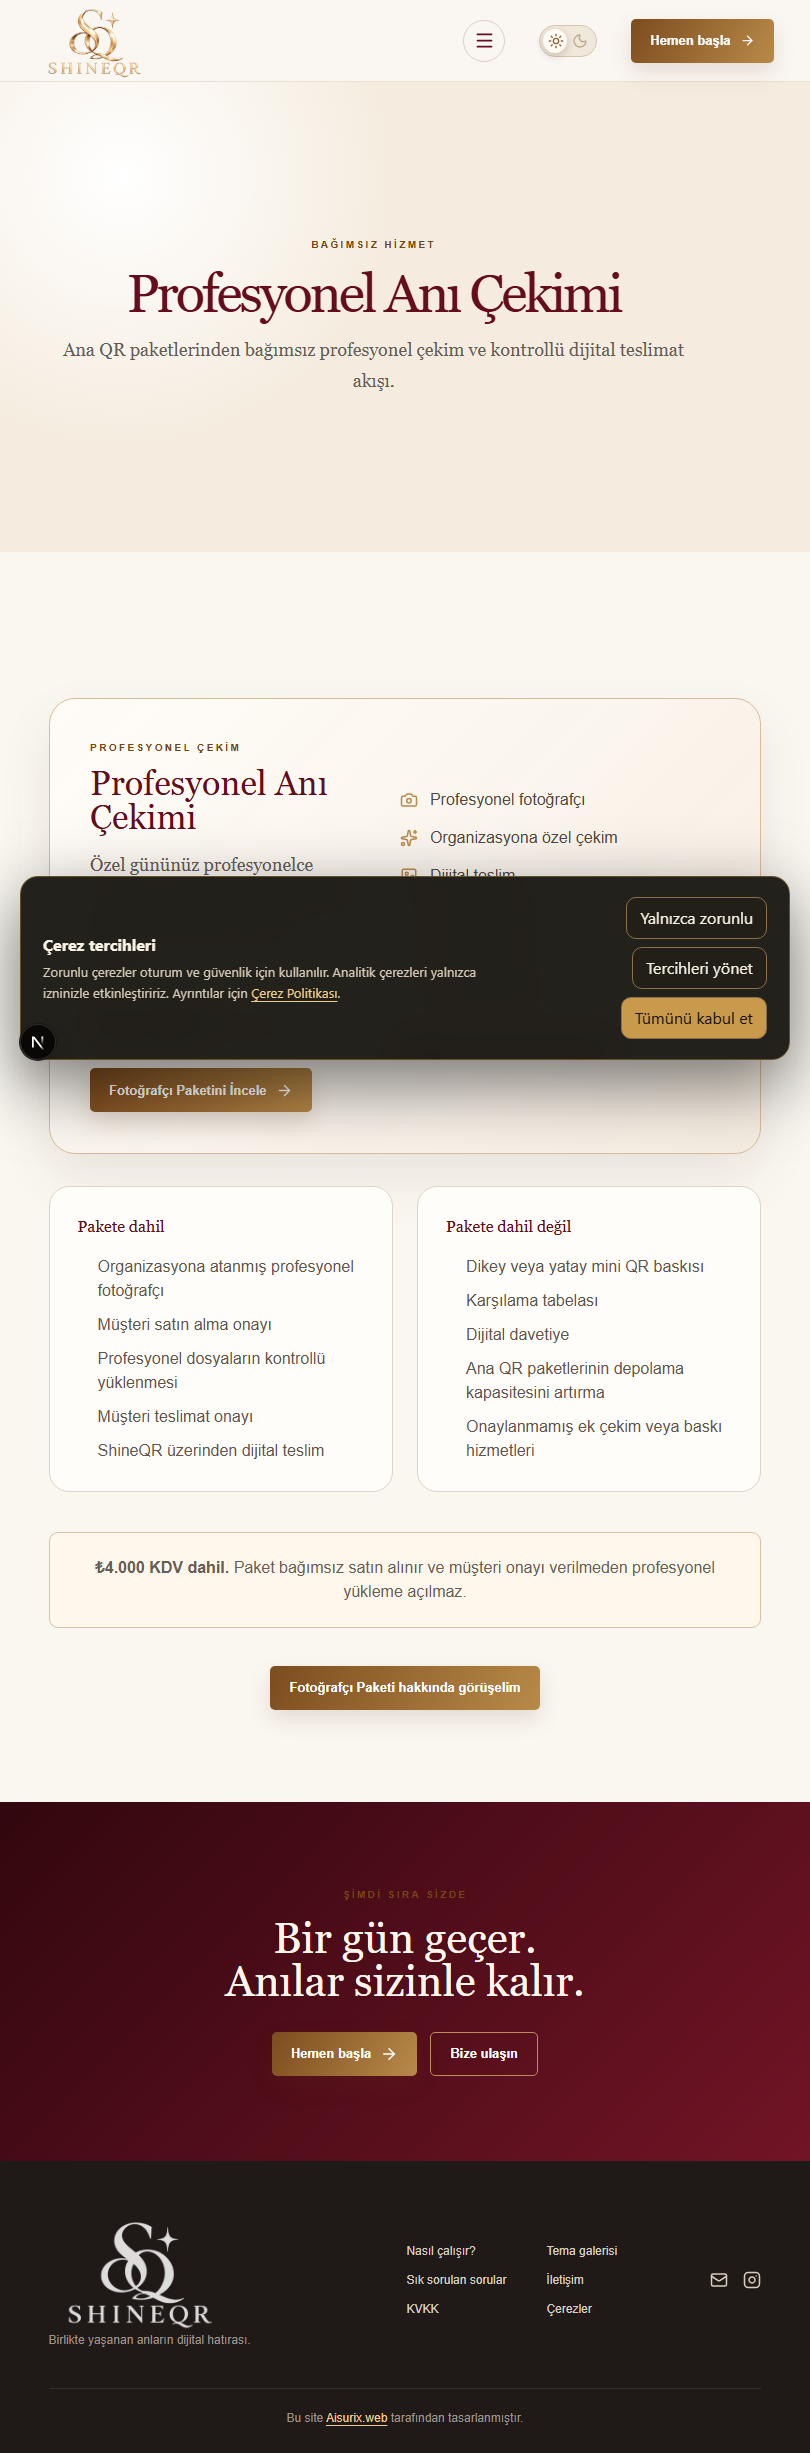 SHINEQR
Hemen başla
BAĞIMSIZ HİZMET
Profesyonel Anı Çekimi
Ana QR paketlerinden bağımsız profesyonel çekim ve kontrollü dijital teslimat
akışı.
PROFESYONEL ÇEKİM
Profesyonel Anı
Çekimi
Özel gününüz profesyonelce
Profesyonel fotoğrafçı
Organizasyona özel çekim
Dijital teslim
Çerez tercihleri
Zorunlu çerezler oturum ve güvenlik için kullanılır. Analitik çerezleri yalnızca
izninizle etkinleştiririz. Ayrıntılar için Çerez Politikası.
Yalnızca zorunlu
Tercihleri yönet
Tümünü kabul et
N
Fotoğrafçı Paketini İncele
Pakete dahil
Organizasyona atanmış profesyonel
fotoğrafçı
Müşteri satın alma onayı
Profesyonel dosyaların kontrollü
yüklenmesi
Müşteri teslimat onayı
ShineQR üzerinden dijital teslim
Pakete dahil değil
Dikey veya yatay mini QR baskısı
Karşılama tabelası
Dijital davetiye
Ana QR paketlerinin depolama
kapasitesini artırma
Onaylanmamış ek çekim veya baskı
hizmetleri
₺4.000 KDV dahil. Paket bağımsız satın alınır ve müşteri onayı verilmeden profesyonel
yükleme açılmaz.
Fotoğrafçı Paketi hakkında görüşelim
ŞİMDİ SIRA SİZDE
Bir gün geçer.
Anılar sizinle kalır.
Hemen başla
Bize ulaşın
SHINEQR
Birlikte yaşanan anların dijital hatırası.
Nasıl çalışır?
Tema galerisi
Sık sorulan sorular
İletişim
KVKK
Çerezler
Bu site Aisurix.web tarafından tasarlanmıştır.